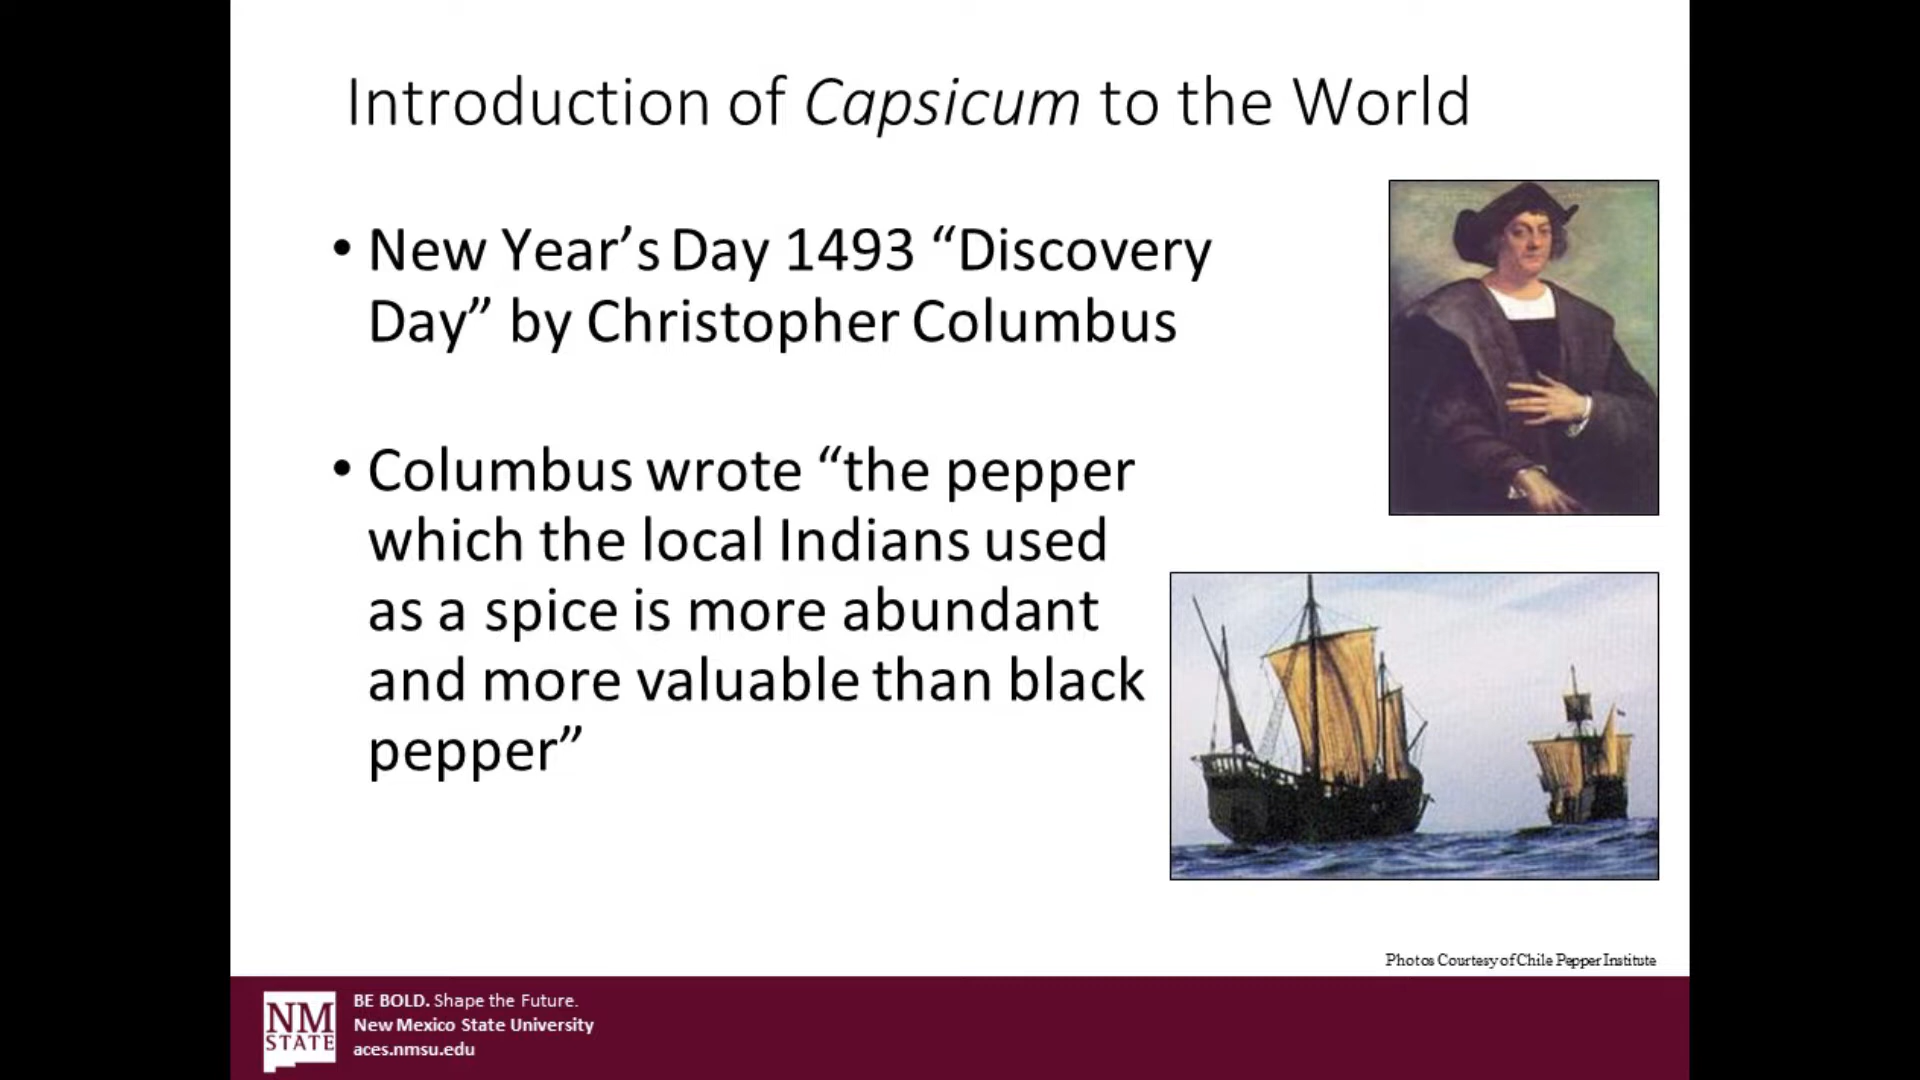 Introduction of Capsicum to the World
• New Year’s Day 1493 “Discovery
Day” by Christopher Columbus
• Columbus wrote “the pepper
which the local Indians used
as a spice is more abundant
and more valuable than black
pepper”
Photos Courtesy of Chile Pepper Institute
NM
STATE
BE BOLD. Shape the Future.
New Mexico State University
aces.nmsu.edu